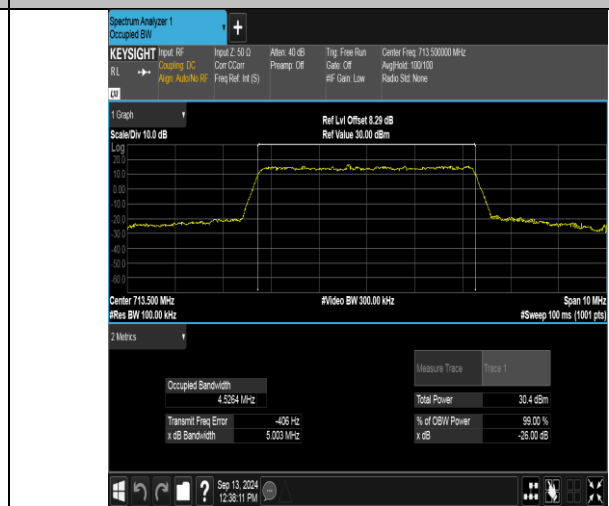 Spectrum Analyzer 1
Occupied BW
+
KEYSIGHT Input: RF Input Z: 50 Ω Atten: 40 dB Trig: Free Run Center Freq: 713.500000 MHz
RL Coupling: DC Corr CCorr Preamp: Off Gate: Off Avg|Hold: 100/100
Align: Auto/No RF Freq Ref: Int (S) #IF Gain: Low Radio Std: None
1 Graph
Ref Lvl Offset 8.29 dB
Scale/Div 10.0 dB Ref Value 30.00 dBm
Log
20.0
10.0
0.00
-10.0
-20.0
-30.0
-40.0
-50.0
-60.0
Center 713.500 MHz #Video BW 300.00 kHz Span 10 MHz
#Res BW 100.00 kHz #Sweep 100 ms (1001 pts)
2 Metrics
Measure Trace Trace 1
Occupied Bandwidth
4.5264 MHz Total Power 30.4 dBm
Transmit Freq Error -406 Hz % of OBW Power 99.00 %
x dB Bandwidth 5.003 MHz x dB -26.00 dB
? Sep 13, 2024
12:38:11 PM